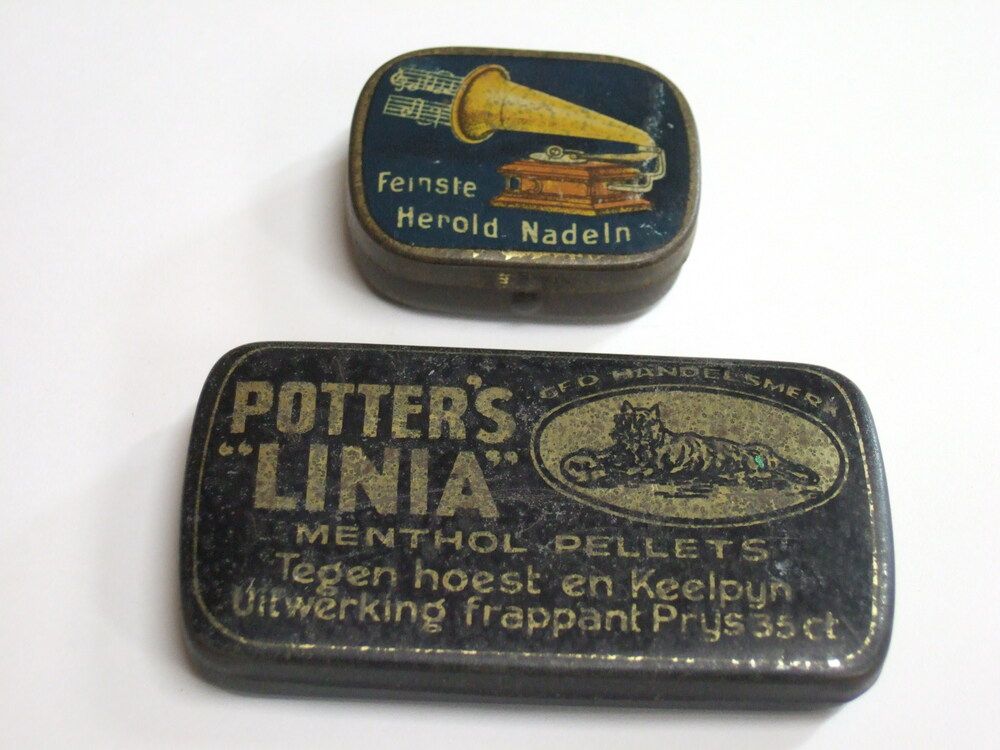 Feinste
Herold Nadeln
POTTER'S
"LINIA"
GED HANDELSMERK
MENTHOL PELLETS
Tegen hoest en Keelpyn
Uitwerking frappant Prys 35 ct